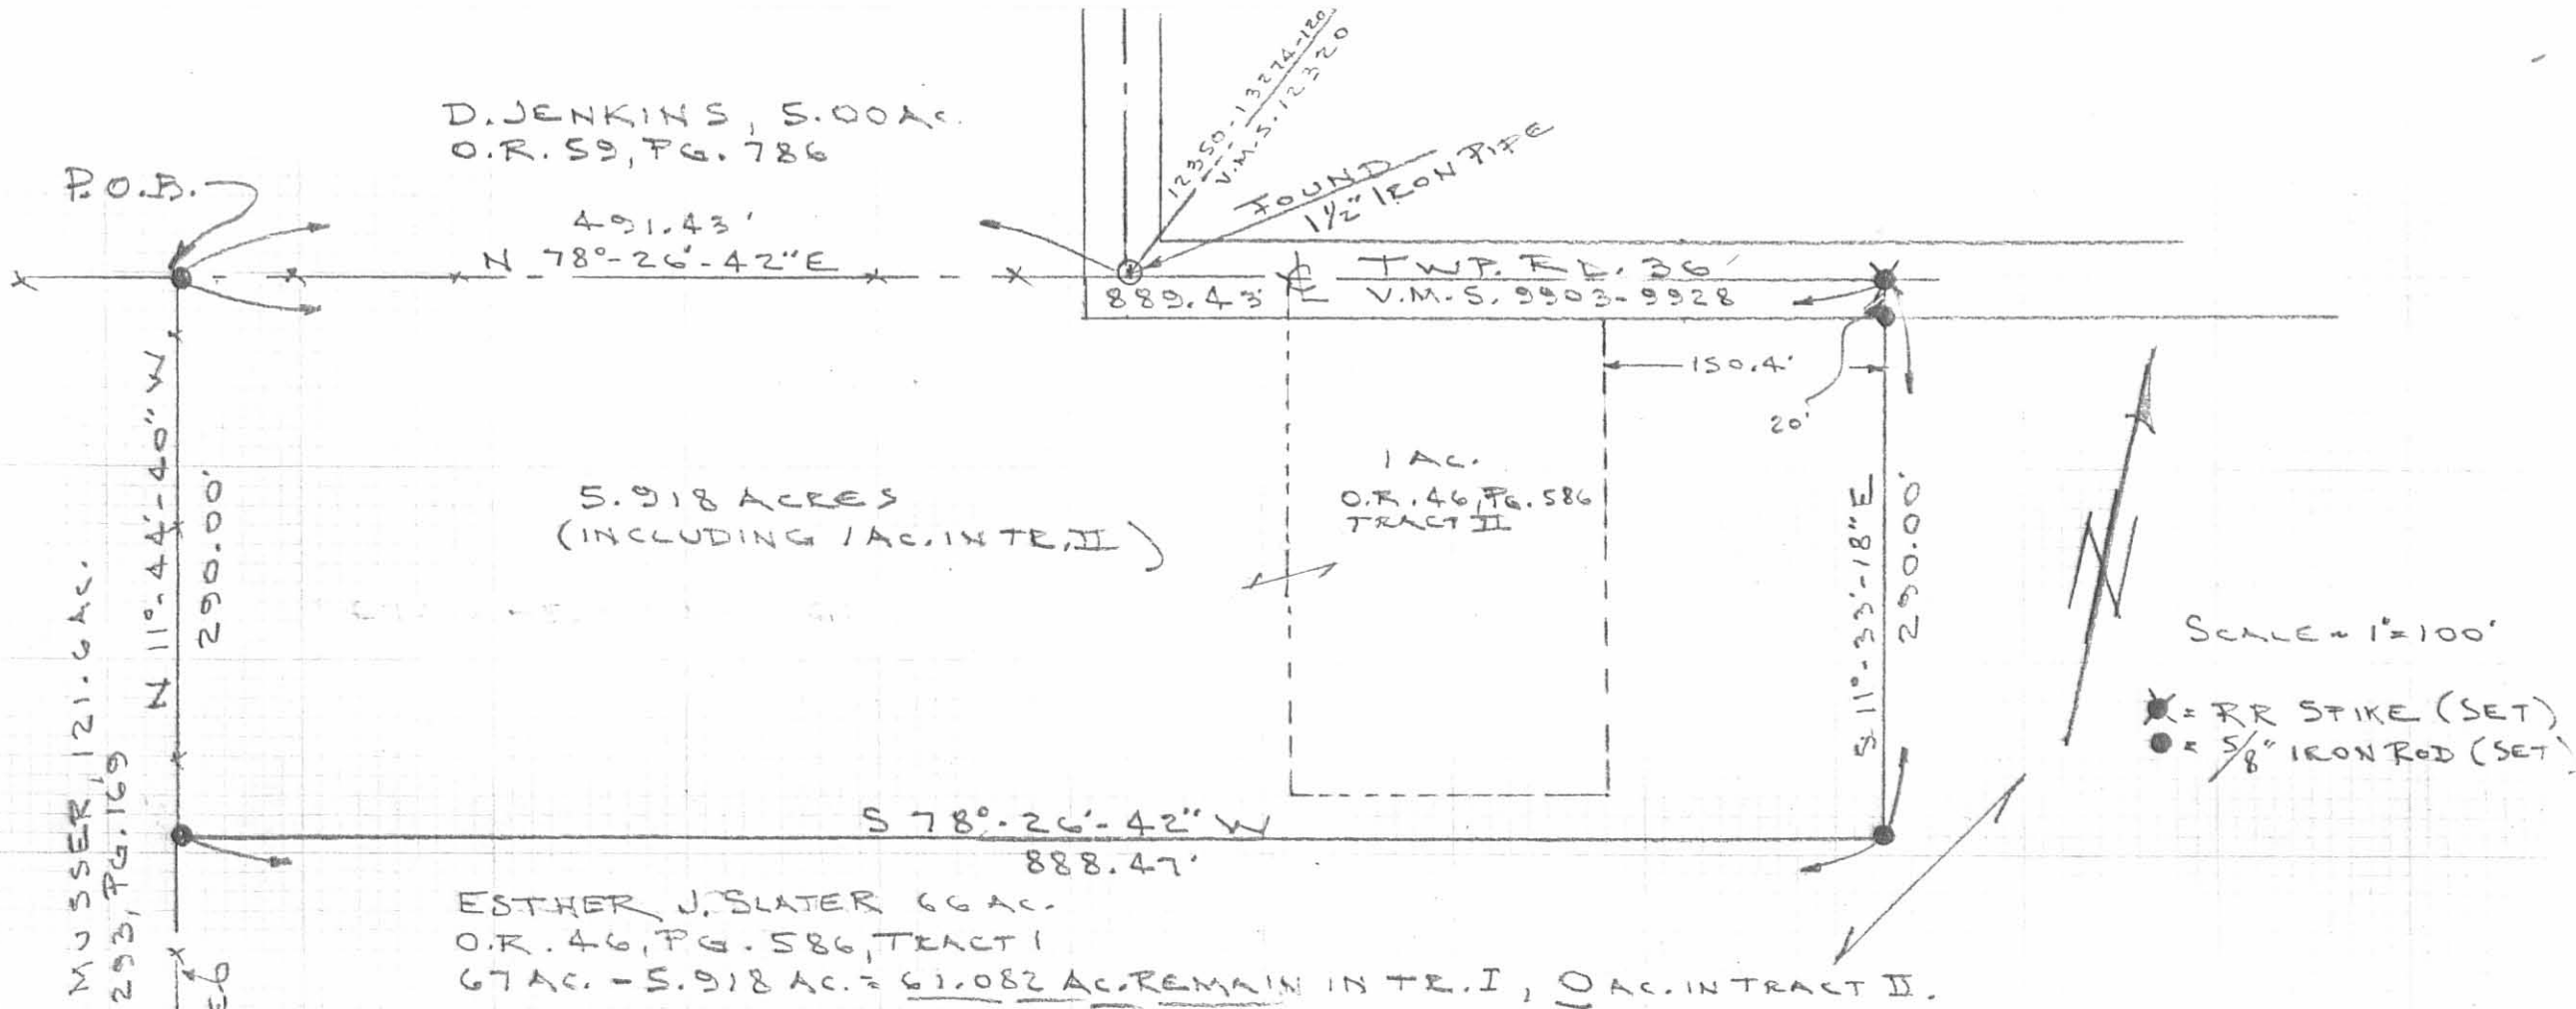 D. JENKINS, 5.00 AC.
O.R. 59, PG. 786
P.O.B.
491.43'
N 78°-26'-42" E
12350-13274-120
V.M.S. 12320
FOUND
1½" IRON PIPE
889.43'
℄ TWP. RD. 36
V.M.S. 9903-9928
150.4'
20'
N 11°-44'-40" W
290.00'
5.918 ACRES
(INCLUDING 1 AC. IN TR. II)
1 AC.
O.R. 46, PG. 586
TRACT II
S 11°-33'-18" E
290.00'
N
SCALE ~ 1"=100'
= RR SPIKE (SET)
= 5/8" IRON ROD (SET)
MUSSER 121.6 AC.
293, PG. 169
S 78°-26'-42" W
888.47'
ESTHER J. SLATER 66 AC.
O.R. 46, PG. 586, TRACT 1
67 AC. - 5.918 AC. = 61.082 AC. REMAIN IN TR. I, 0 AC. IN TRACT II.